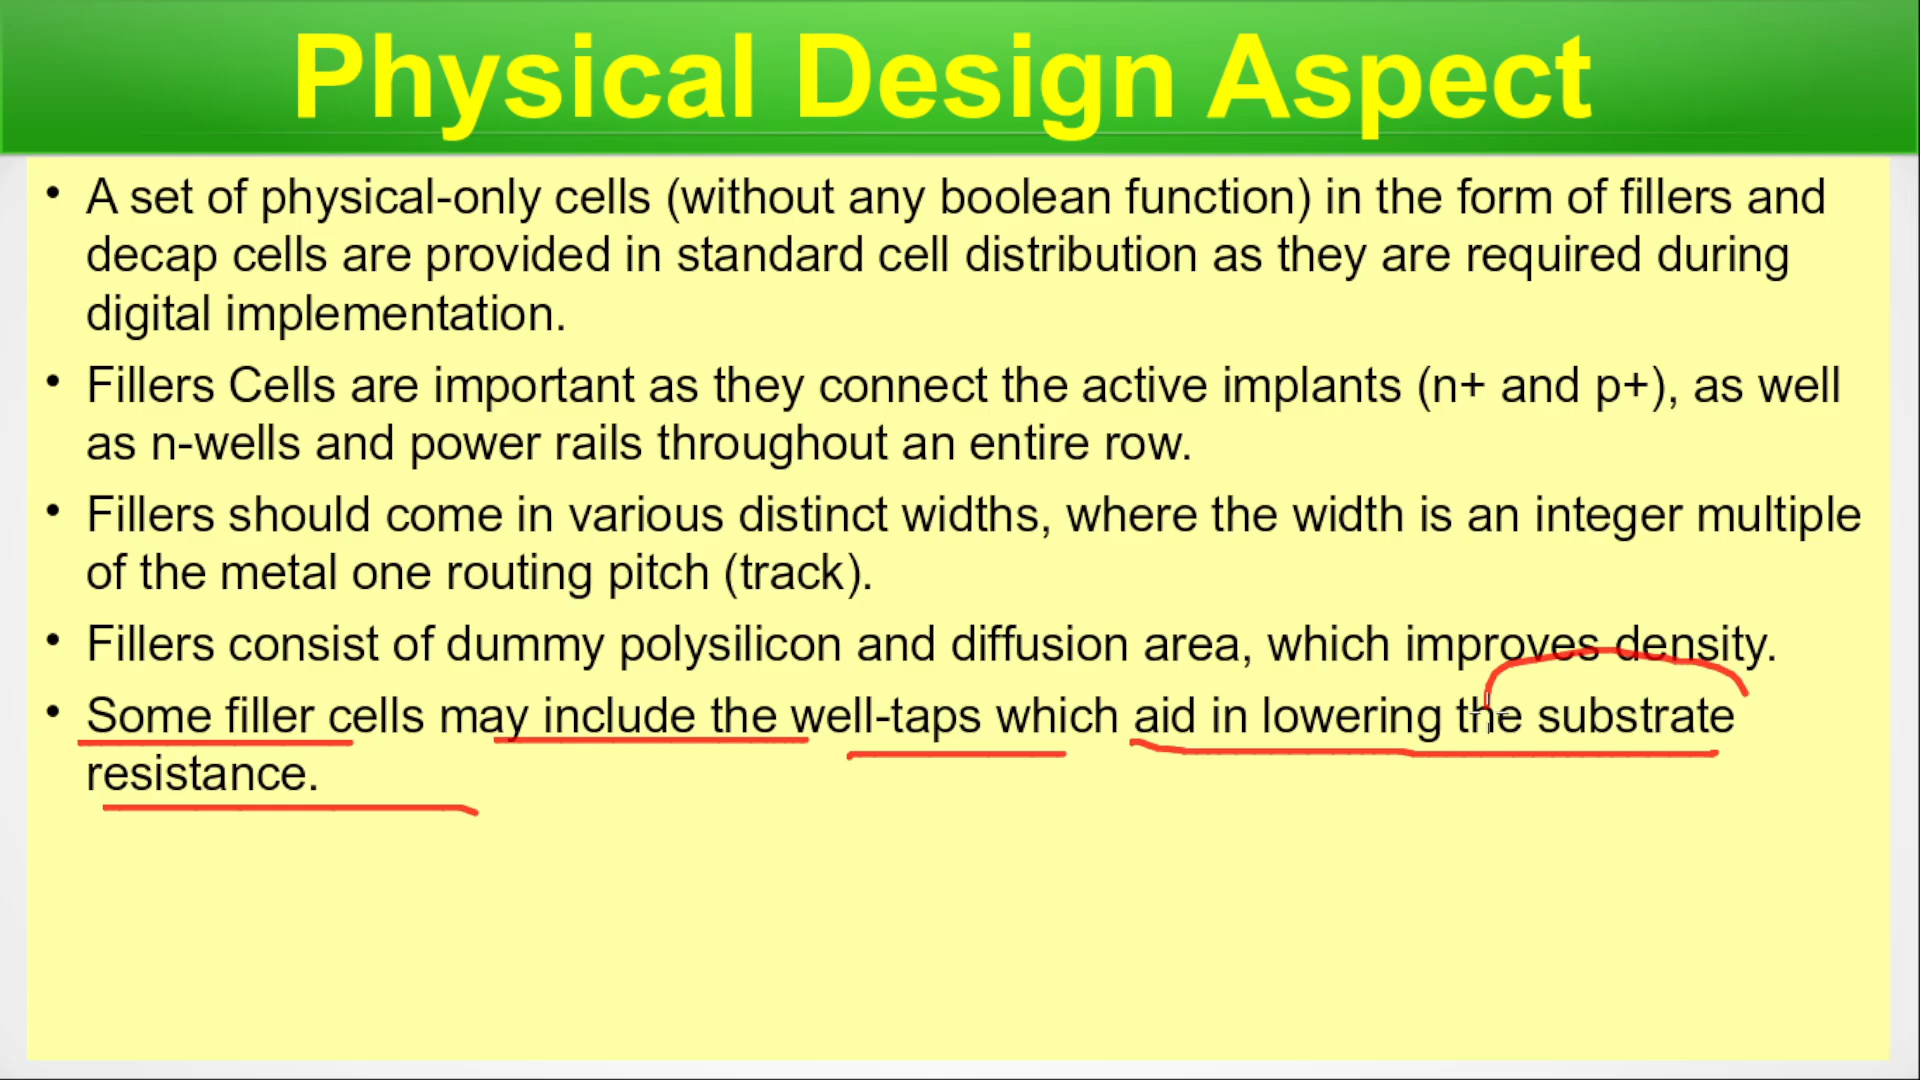 Physical Design Aspect
• A set of physical-only cells (without any boolean function) in the form of fillers and
decap cells are provided in standard cell distribution as they are required during
digital implementation.
• Fillers Cells are important as they connect the active implants (n+ and p+), as well
as n-wells and power rails throughout an entire row.
• Fillers should come in various distinct widths, where the width is an integer multiple
of the metal one routing pitch (track).
• Fillers consist of dummy polysilicon and diffusion area, which improves density.
• Some filler cells may include the well-taps which aid in lowering the substrate
resistance.